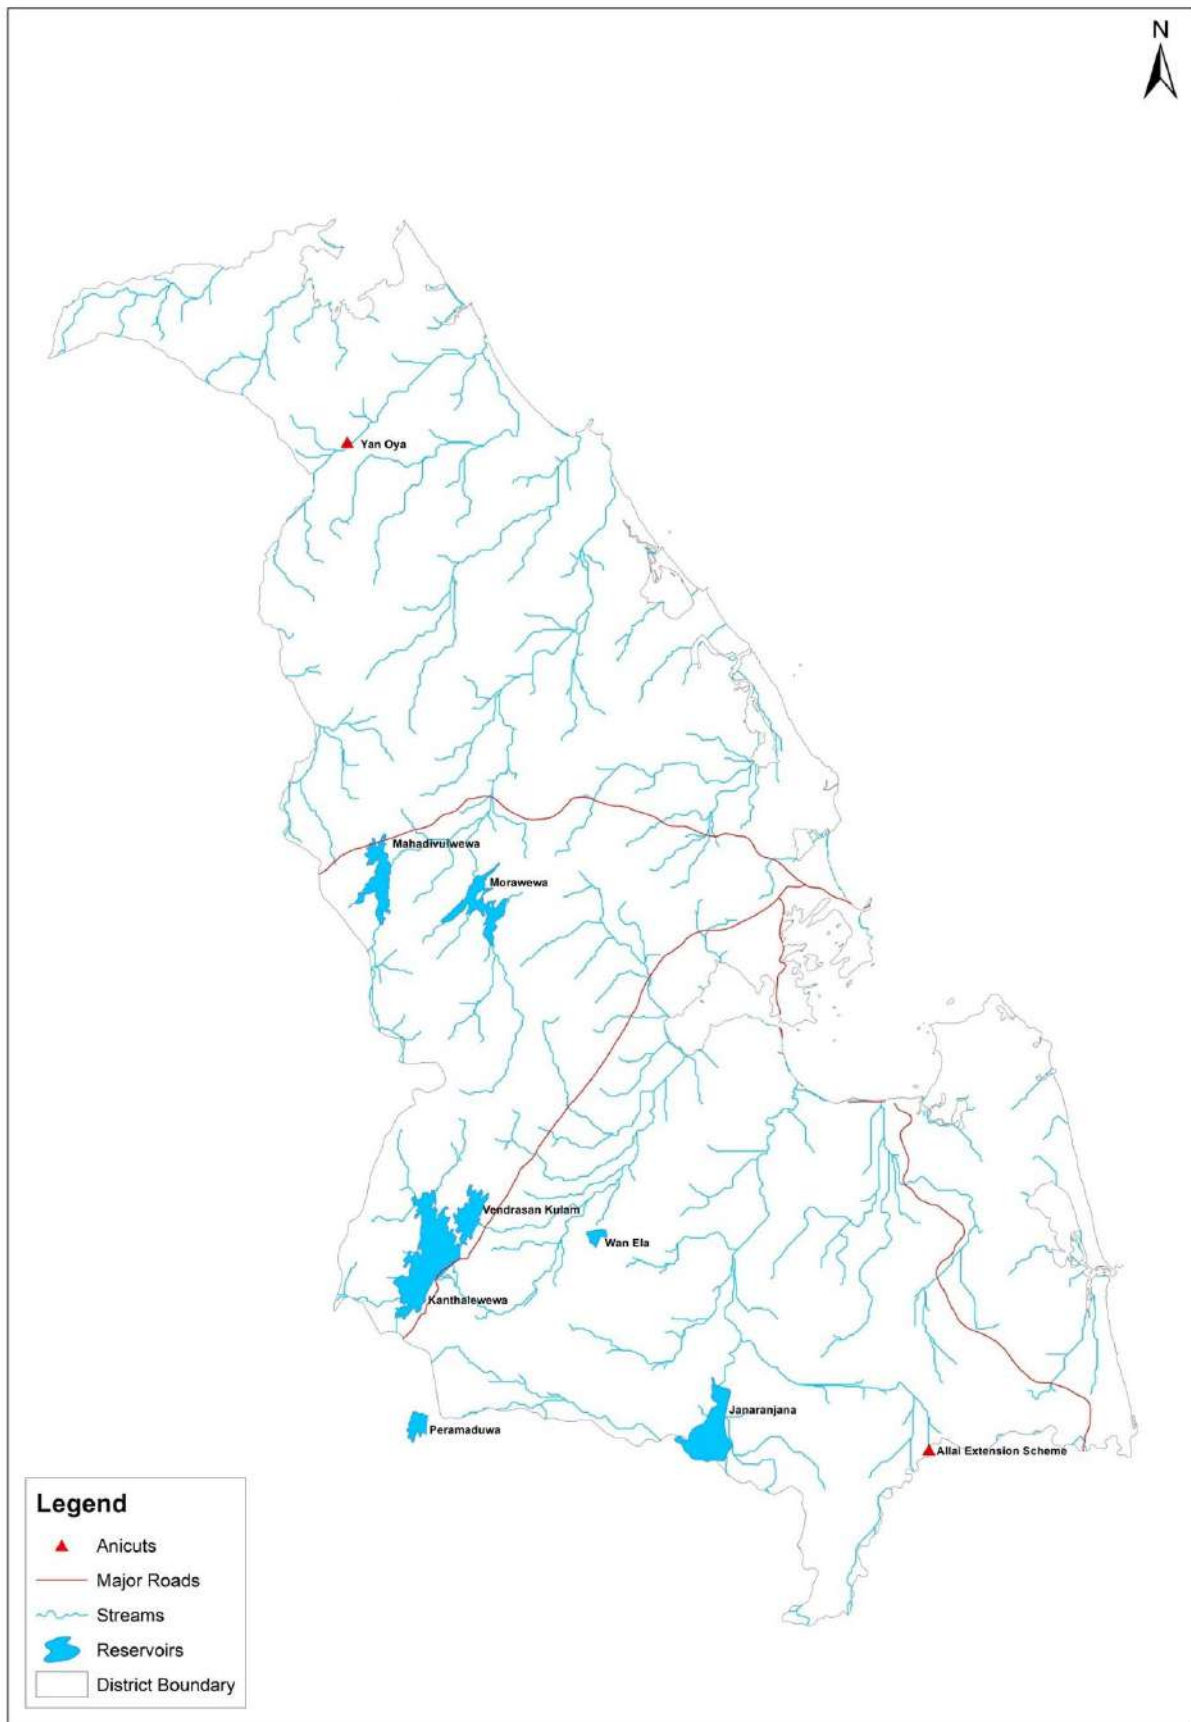 N
Yan Oya
Mahadivulwewa
Morawewa
Vendrasan Kulam
Wan Ela
Kanthalewewa
Japaranjana
Peramaduwa
Allai Extension Scheme
Legend
Anicuts
Major Roads
Streams
Reservoirs
District Boundary